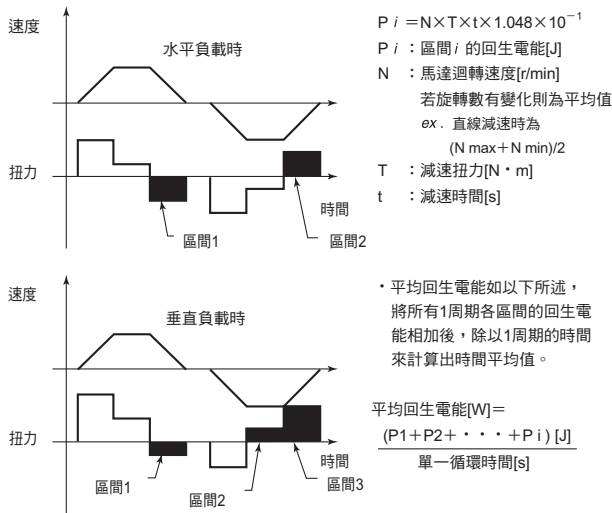 速度
水平負載時
扭力
時間
區間1
區間2
Pi＝N×T×t×1.048×10⁻¹
Pi：區間i的回生電能[J]
N ：馬達迴轉速度[r/min]
若旋轉數有變化則為平均值
ex. 直線減速時為
(N max＋N min)/2
T ：減速扭力[N・m]
t ：減速時間[s]
速度
垂直負載時
扭力
時間
區間1
區間2
區間3
・平均回生電能如以下所述，
將所有1周期各區間的回生電
能相加後，除以1周期的時間
來計算出時間平均值。
平均回生電能[W]＝
(P1＋P2＋・・・＋Pi) [J]
單一循環時間[s]